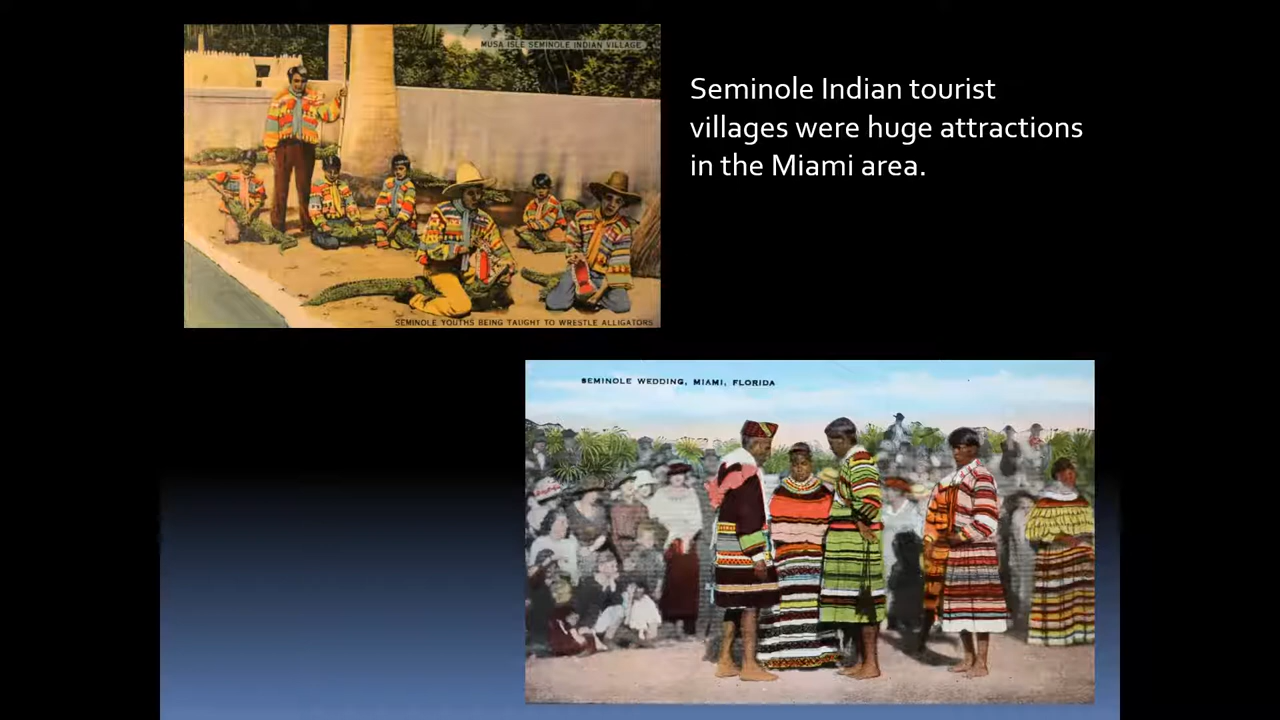 MUSA ISLE SEMINOLE INDIAN VILLAGE
Seminole Indian tourist
villages were huge attractions
in the Miami area.
SEMINOLE YOUTHS BEING TAUGHT TO WRESTLE ALLIGATORS
SEMINOLE WEDDING, MIAMI, FLORIDA